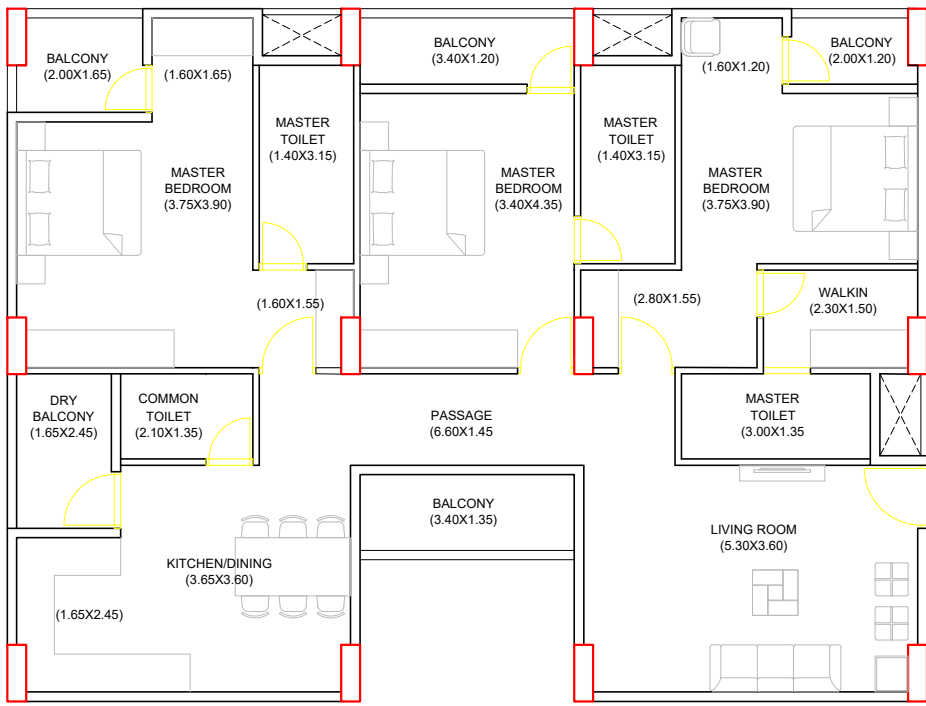 BALCONY
(2.00X1.65)
(1.60X1.65)
BALCONY
(3.40X1.20)
(1.60X1.20)
BALCONY
(2.00X1.20)
MASTER
TOILET
(1.40X3.15)
MASTER
TOILET
(1.40X3.15)
MASTER
BEDROOM
(3.75X3.90)
MASTER
BEDROOM
(3.40X4.35)
MASTER
BEDROOM
(3.75X3.90)
(1.60X1.55)
(2.80X1.55)
WALKIN
(2.30X1.50)
DRY
BALCONY
(1.65X2.45)
COMMON
TOILET
(2.10X1.35)
PASSAGE
(6.60X1.45
MASTER
TOILET
(3.00X1.35
BALCONY
(3.40X1.35)
LIVING ROOM
(5.30X3.60)
KITCHEN/DINING
(3.65X3.60)
(1.65X2.45)